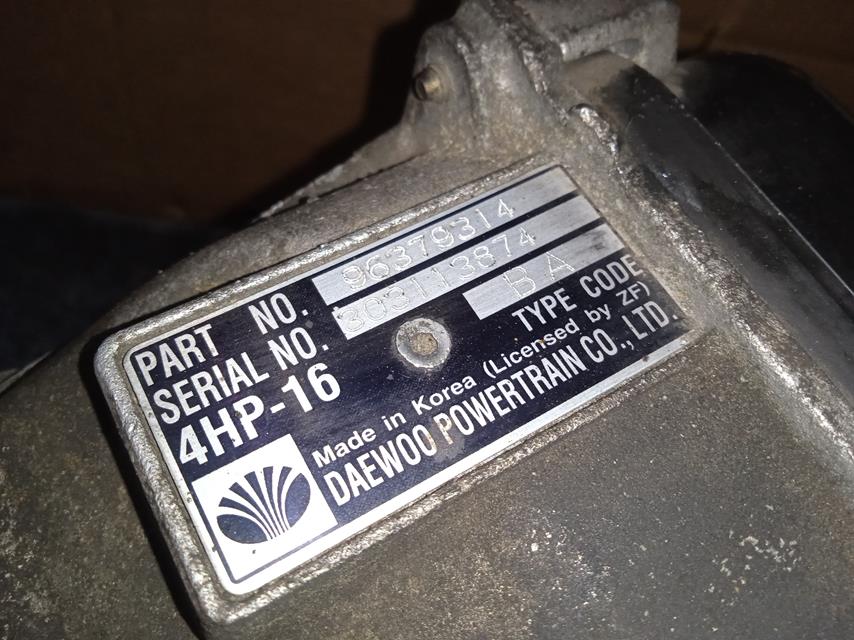 PART NO. 96379314
SERIAL NO. 303113874
4HP-16 BA TYPE CODE
Made in Korea (Licensed by ZF)
DAEWOO POWERTRAIN CO., LTD.